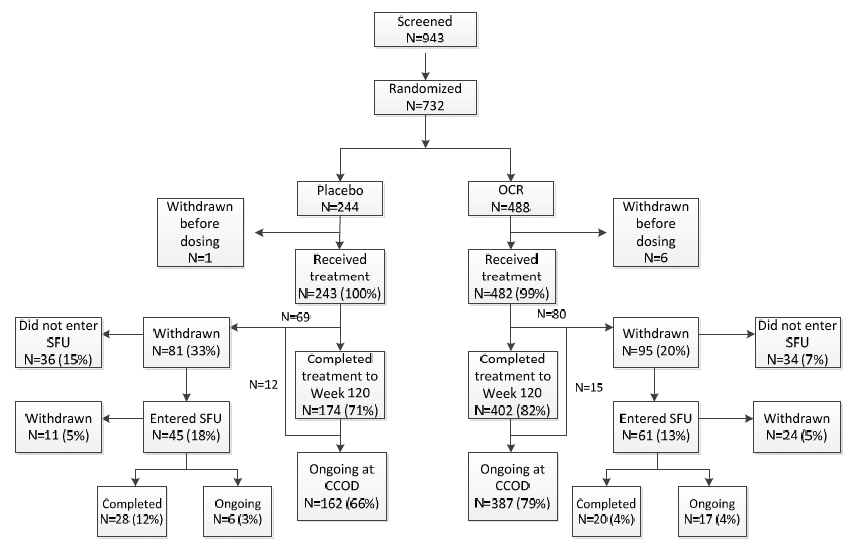 Screened
N=943
Randomized
N=732
Placebo
N=244
OCR
N=488
Withdrawn
before
dosing
N=1
Withdrawn
before
dosing
N=6
Received
treatment
N=243 (100%)
Received
treatment
N=482 (99%)
N=69
N=80
Did not enter
SFU
N=36 (15%)
Withdrawn
N=81 (33%)
Completed
treatment to
Week 120
N=174 (71%)
Completed
treatment to
Week 120
N=402 (82%)
Withdrawn
N=95 (20%)
Did not enter
SFU
N=34 (7%)
N=12
N=15
Withdrawn
N=11 (5%)
Entered SFU
N=45 (18%)
Entered SFU
N=61 (13%)
Withdrawn
N=24 (5%)
Ongoing at
CCOD
N=162 (66%)
Ongoing at
CCOD
N=387 (79%)
Completed
N=28 (12%)
Ongoing
N=6 (3%)
Completed
N=20 (4%)
Ongoing
N=17 (4%)